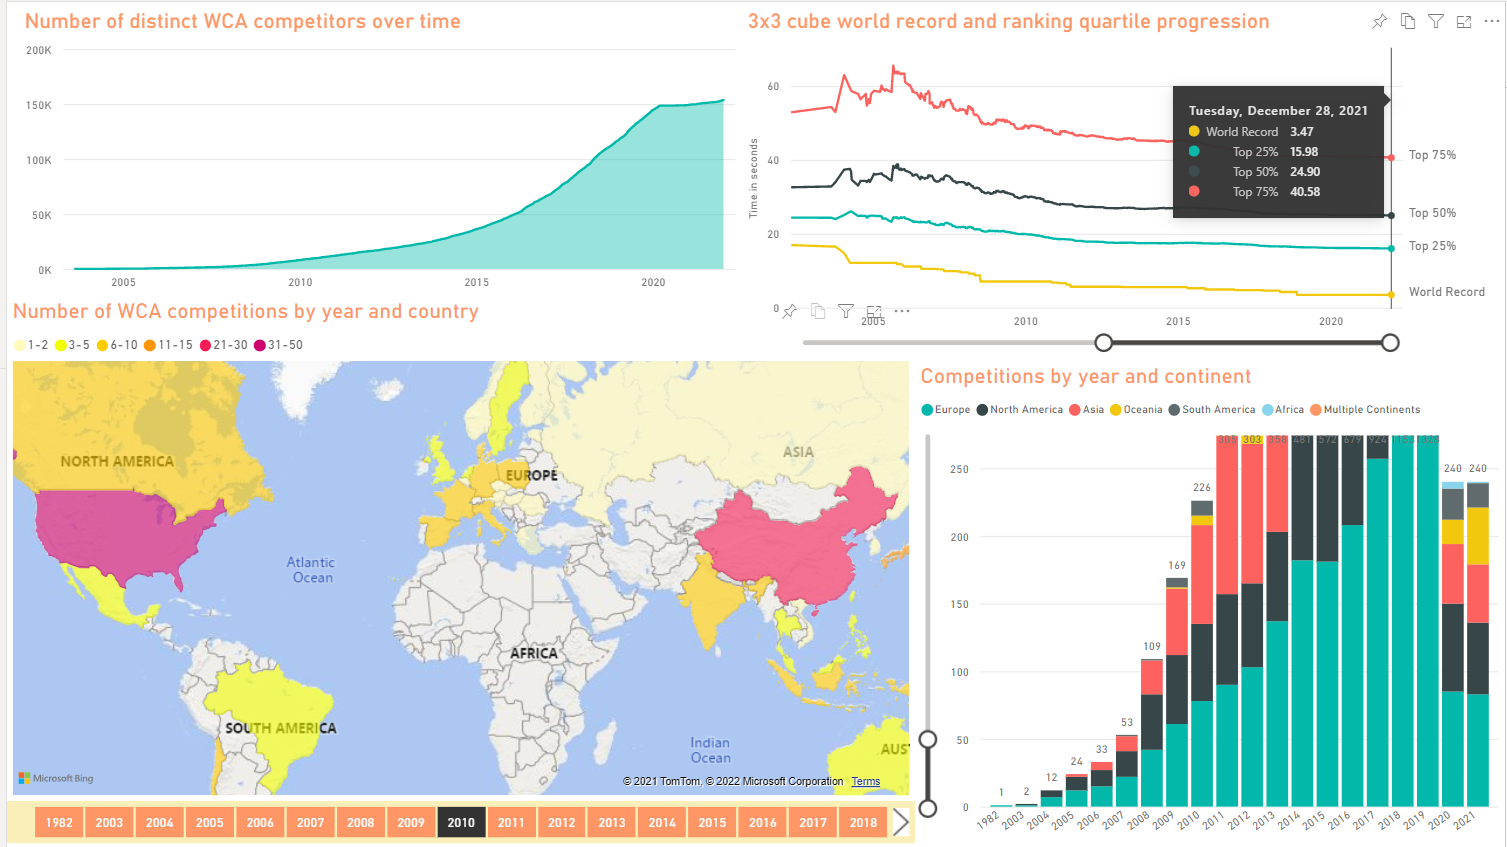 Number of distinct WCA competitors over time
200K
150K
100K
50K
0K
2005
2010
2015
2020
3x3 cube world record and ranking quartile progression
Time in seconds
60
40
20
0
Tuesday, December 28, 2021
World Record 3.47
Top 25% 15.98
Top 50% 24.90
Top 75% 40.58
Top 75%
Top 50%
Top 25%
World Record
2005
2010
2015
2020
Number of WCA competitions by year and country
1-2 3-5 6-10 11-15 21-30 31-50
NORTH AMERICA
EUROPE
ASIA
Atlantic
Ocean
AFRICA
SOUTH AMERICA
Indian
Ocean
AUS
Microsoft Bing
© 2021 TomTom, © 2022 Microsoft Corporation Terms
1982 2003 2004 2005 2006 2007 2008 2009 2010 2011 2012 2013 2014 2015 2016 2017 2018
Competitions by year and continent
Europe North America Asia Oceania South America Africa Multiple Continents
250
200
150
100
50
0
1 2 12 24 33 53 109 169 226 305 303 358 481 572 679 924 240 240
1982 2003 2004 2005 2006 2007 2008 2009 2010 2011 2012 2013 2014 2015 2016 2017 2018 2019 2020 2021